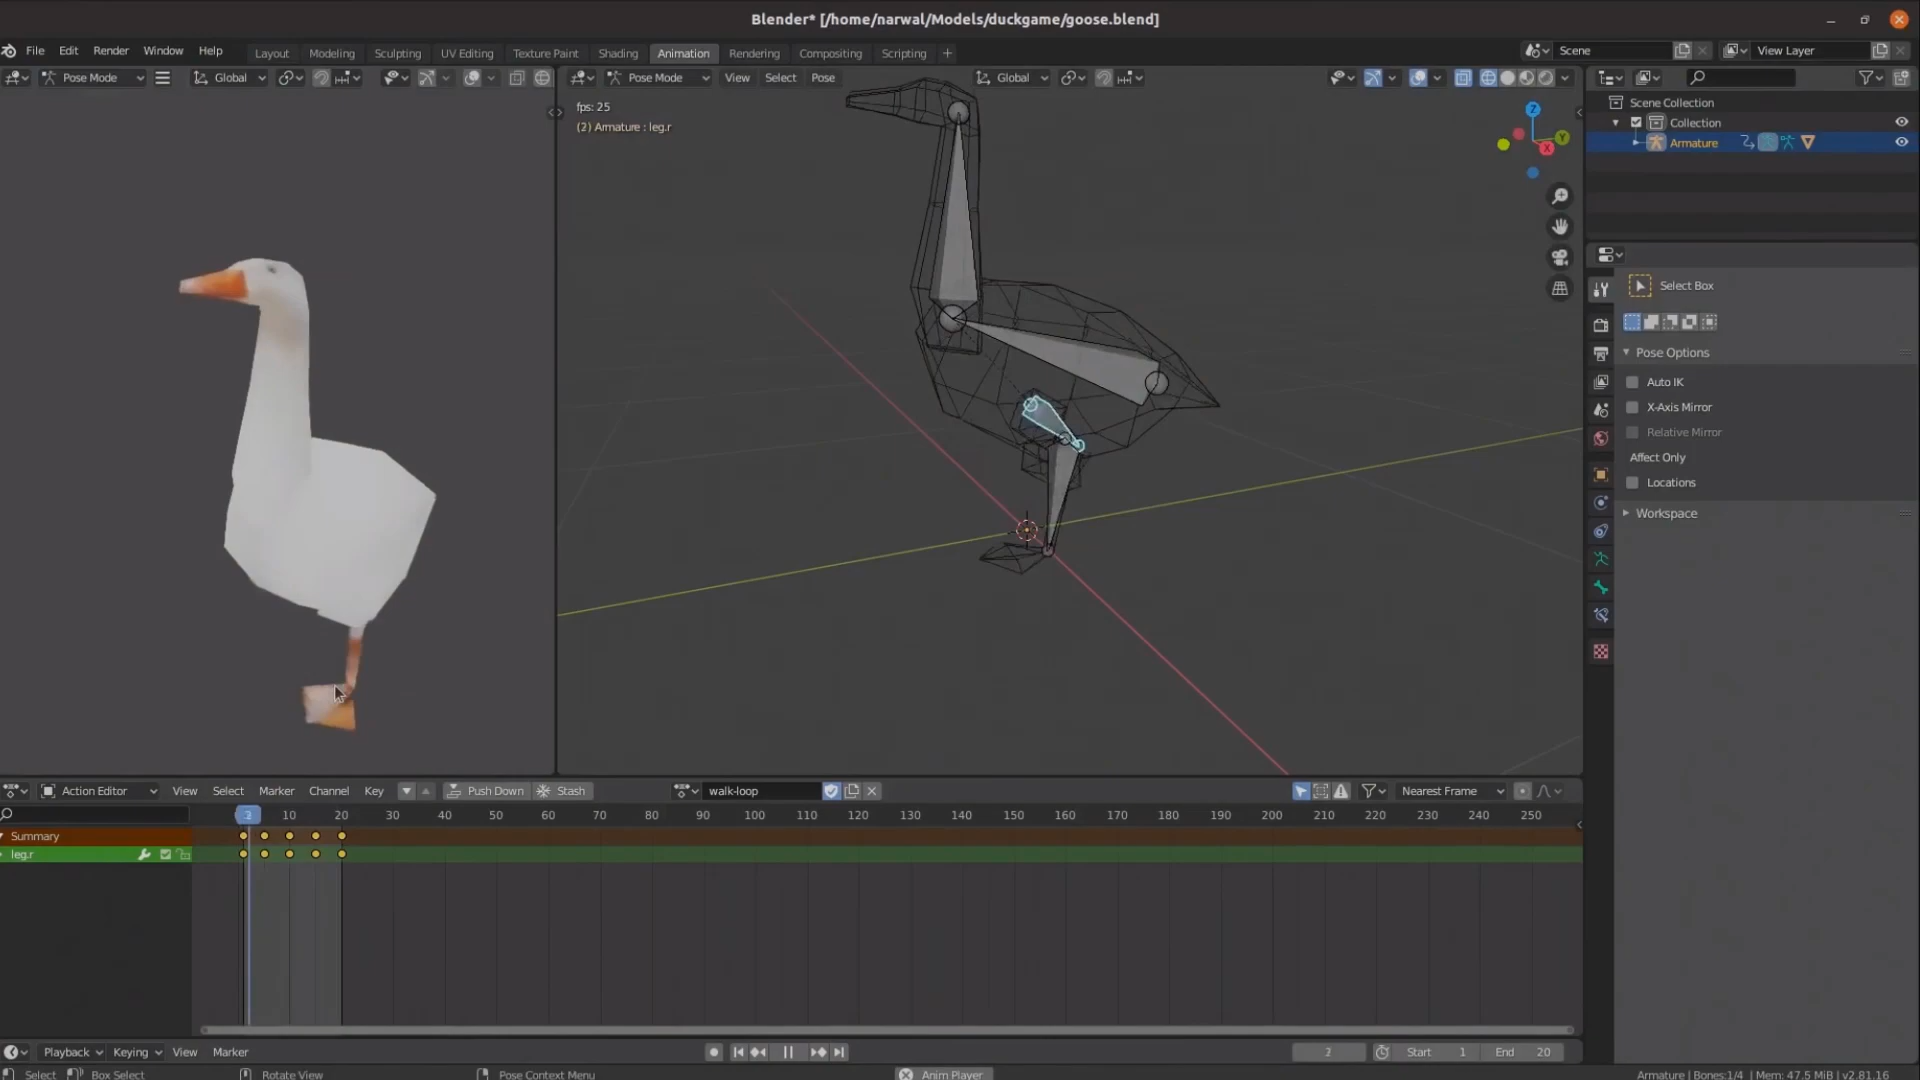 Blender* [/home/narwal/Models/duckgame/goose.blend]
File Edit Render Window Help Layout Modeling Sculpting UV Editing Texture Paint Shading Animation Rendering Compositing Scripting + Scene View Layer
Pose Mode Global Pose Mode View Select Pose Global
fps: 25
(2) Armature : leg.r
Z
Y
X
Scene Collection
Collection
Armature
Select Box
Pose Options
Auto IK
X-Axis Mirror
Relative Mirror
Affect Only
Locations
Workspace
Action Editor View Select Marker Channel Key Push Down Stash walk-loop Nearest Frame
2 10 20 30 40 50 60 70 80 90 100 110 120 130 140 150 160 170 180 190 200 210 220 230 240 250
Summary
leg.r
Playback Keying View Marker 2 Start 1 End 20
Select Box Select Rotate View Pose Context Menu Anim Player Armature | Bones:1/4 | Mem: 47.5 MiB | v2.81.16